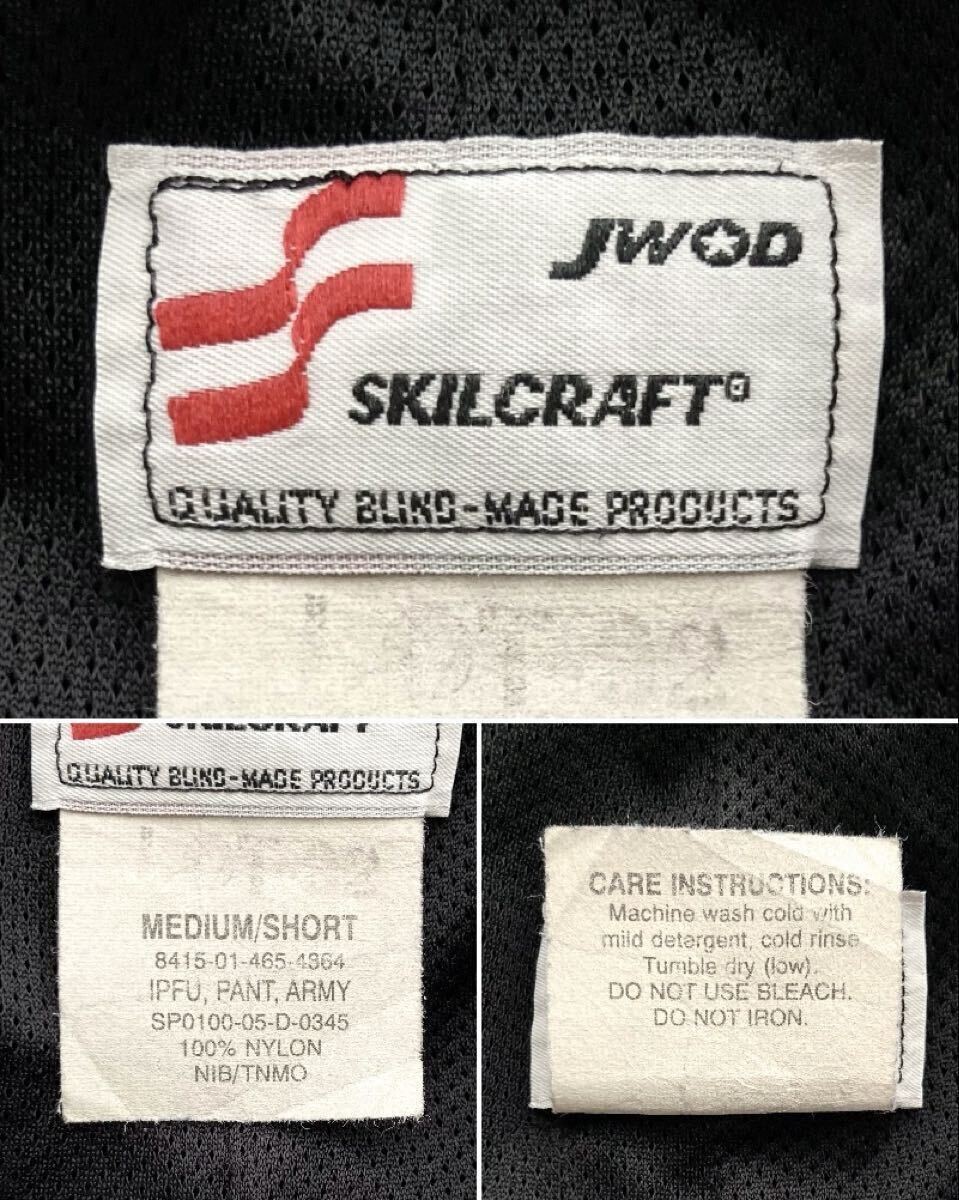 JWOD
SKILCRAFT®
QUALITY BLIND-MADE PRODUCTS
QUALITY BLIND-MADE PRODUCTS
MEDIUM/SHORT
8415-01-465-4364
IPFU, PANT, ARMY
SP0100-05-D-0345
100% NYLON
NIB/TNMO
CARE INSTRUCTIONS:
Machine wash cold with
mild detergent, cold rinse
Tumble dry (low).
DO NOT USE BLEACH.
DO NOT IRON.